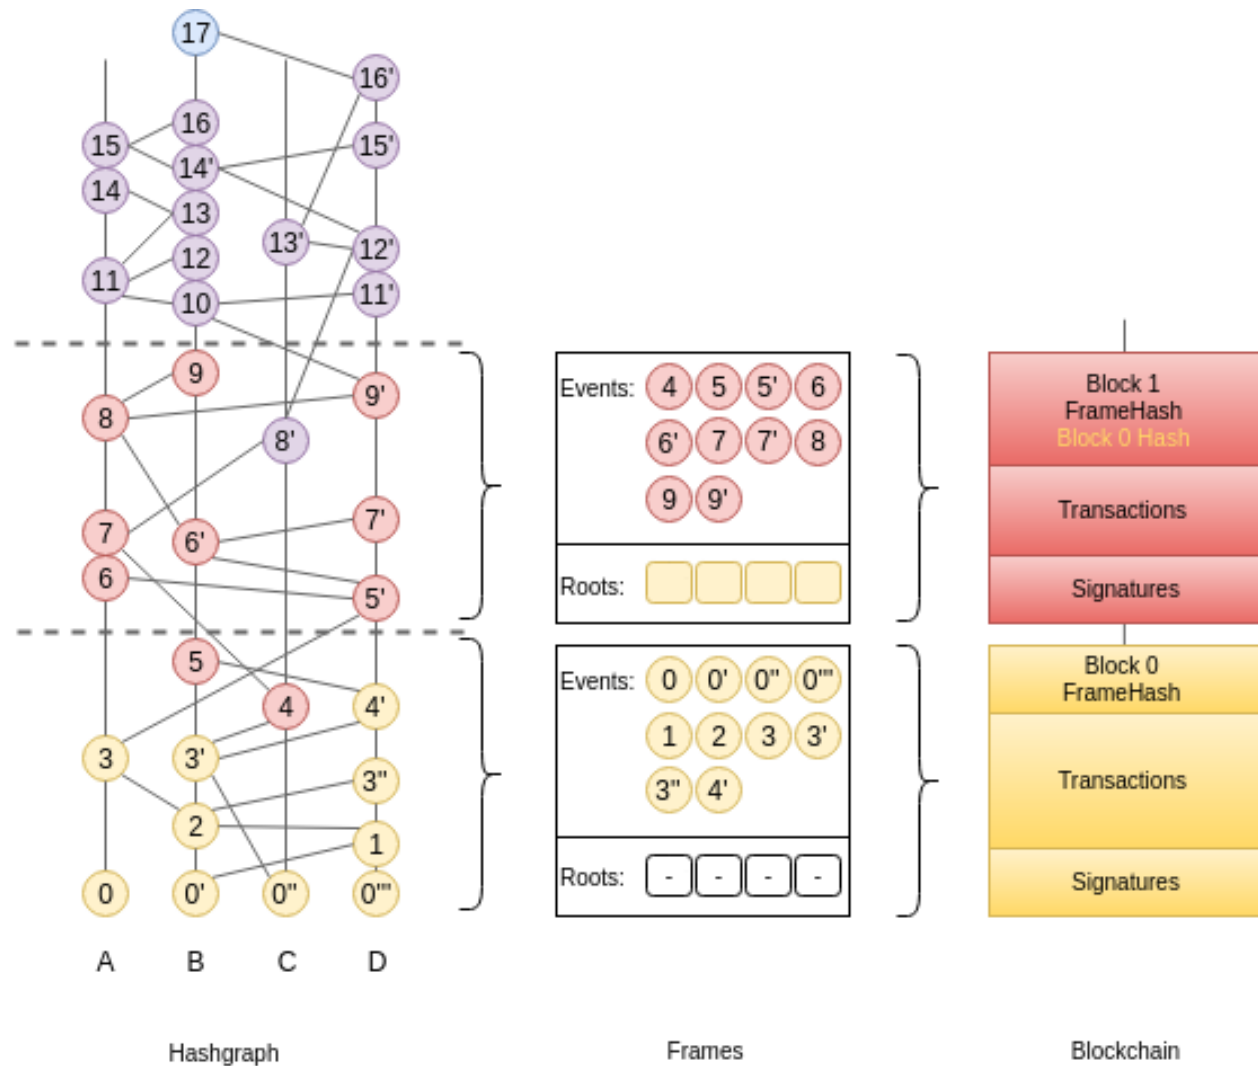 17
16'
16
15
15'
14'
14
13
13'
12'
12
11
11'
10
9
9'
8
8'
7'
7
6'
6
5'
5
4
4'
3
3'
3"
2
1
0
0'
0"
0'"
A
B
C
D
Hashgraph
Events: 4 5 5' 6
6' 7 7' 8
9 9'
Roots:
Events: 0 0' 0" 0'"
1 2 3 3'
3" 4'
Roots: - - - -
Frames
Block 1
FrameHash
Block 0 Hash
Transactions
Signatures
Block 0
FrameHash
Transactions
Signatures
Blockchain